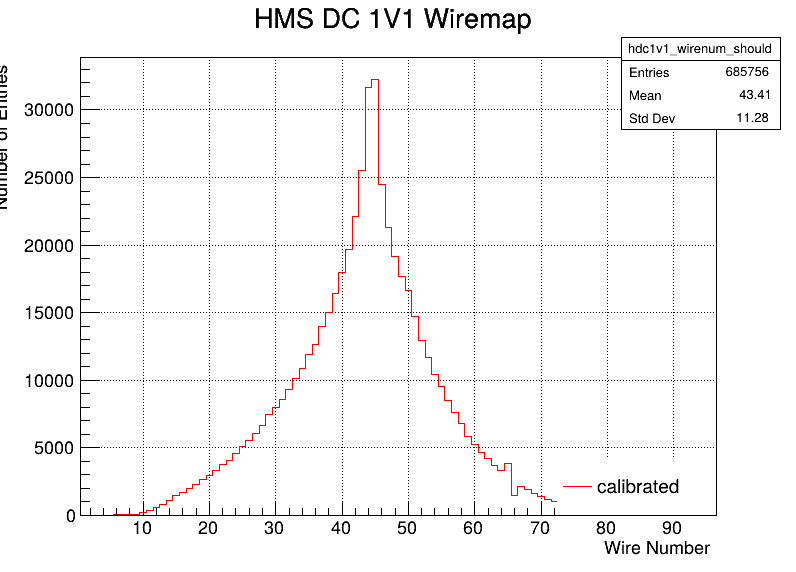 HMS DC 1V1 Wiremap
hdc1v1_wirenum_should
Entries 685756
Mean 43.41
Std Dev 11.28
Number of Entries
30000
25000
20000
15000
10000
5000
0
calibrated
10 20 30 40 50 60 70 80 90
Wire Number